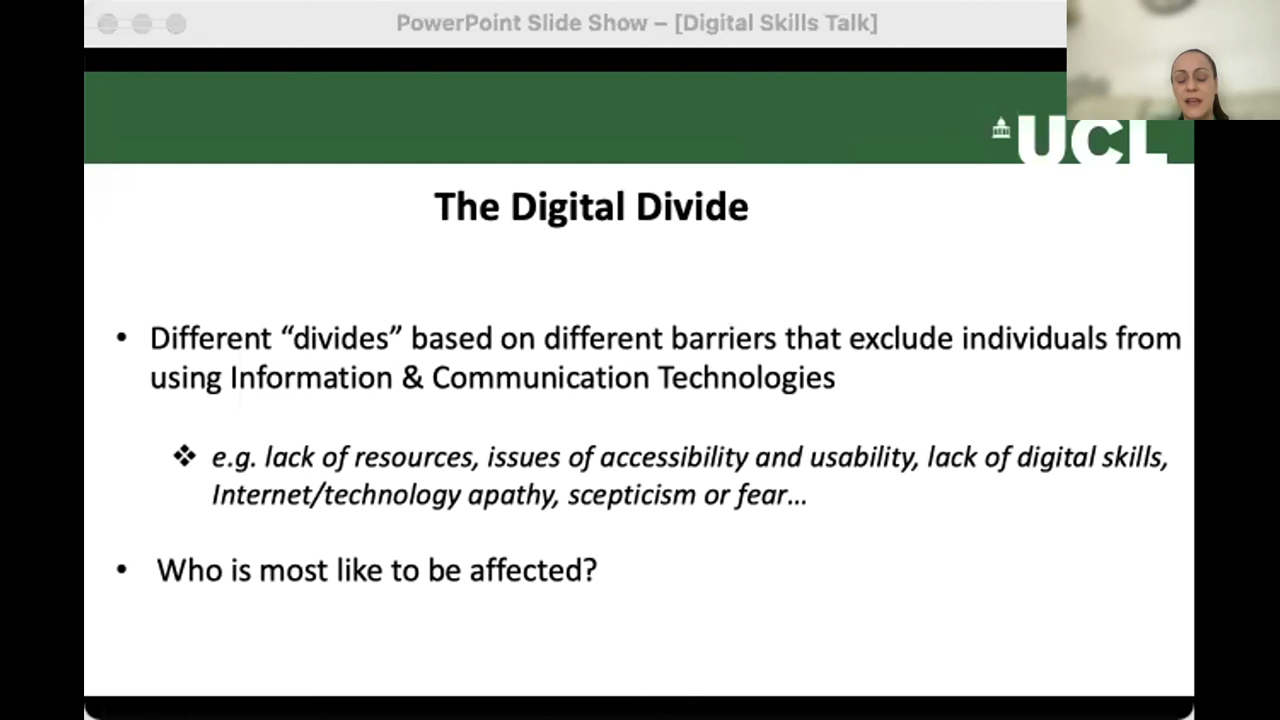 PowerPoint Slide Show – [Digital Skills Talk]
UCL
The Digital Divide
• Different “divides” based on different barriers that exclude individuals from
using Information & Communication Technologies
❖ e.g. lack of resources, issues of accessibility and usability, lack of digital skills,
Internet/technology apathy, scepticism or fear...
• Who is most like to be affected?